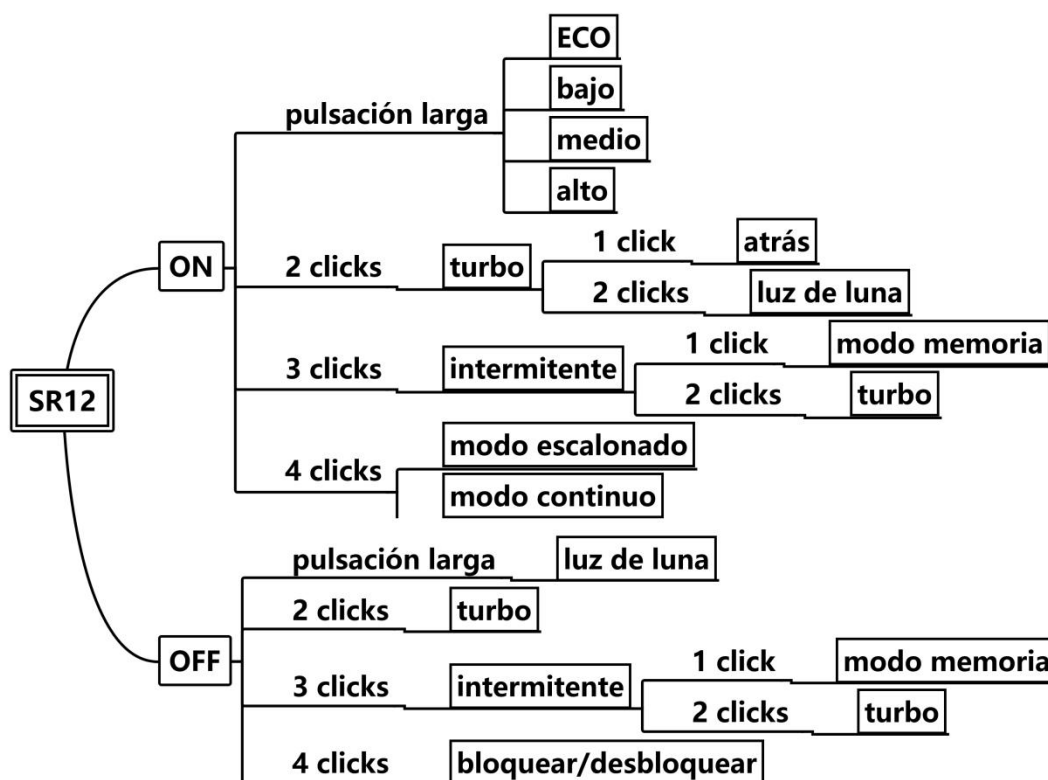 ECO
bajo
pulsación larga
medio
alto
1 click
atrás
ON
2 clicks
turbo
2 clicks
luz de luna
1 click
modo memoria
3 clicks
intermitente
2 clicks
turbo
SR12
modo escalonado
4 clicks
modo continuo
pulsación larga
luz de luna
2 clicks
turbo
OFF
1 click
modo memoria
3 clicks
intermitente
2 clicks
turbo
4 clicks
bloquear/desbloquear